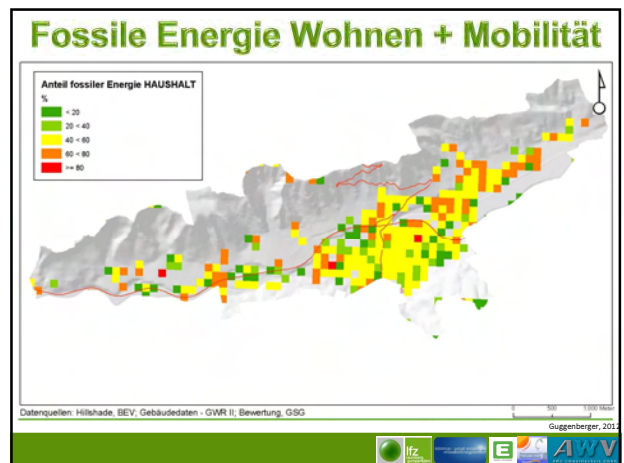 Fossile Energie Wohnen + Mobilität
Anteil fossiler Energie HAUSHALT
%
< 20
20 < 40
40 < 60
60 < 80
>= 80
Datenquellen: Hillshade, BEV; Gebäudedaten - GWR II; Bewertung, GSG
0 500 1.000 Meter
Guggenberger, 2012
lfz
E
AWV